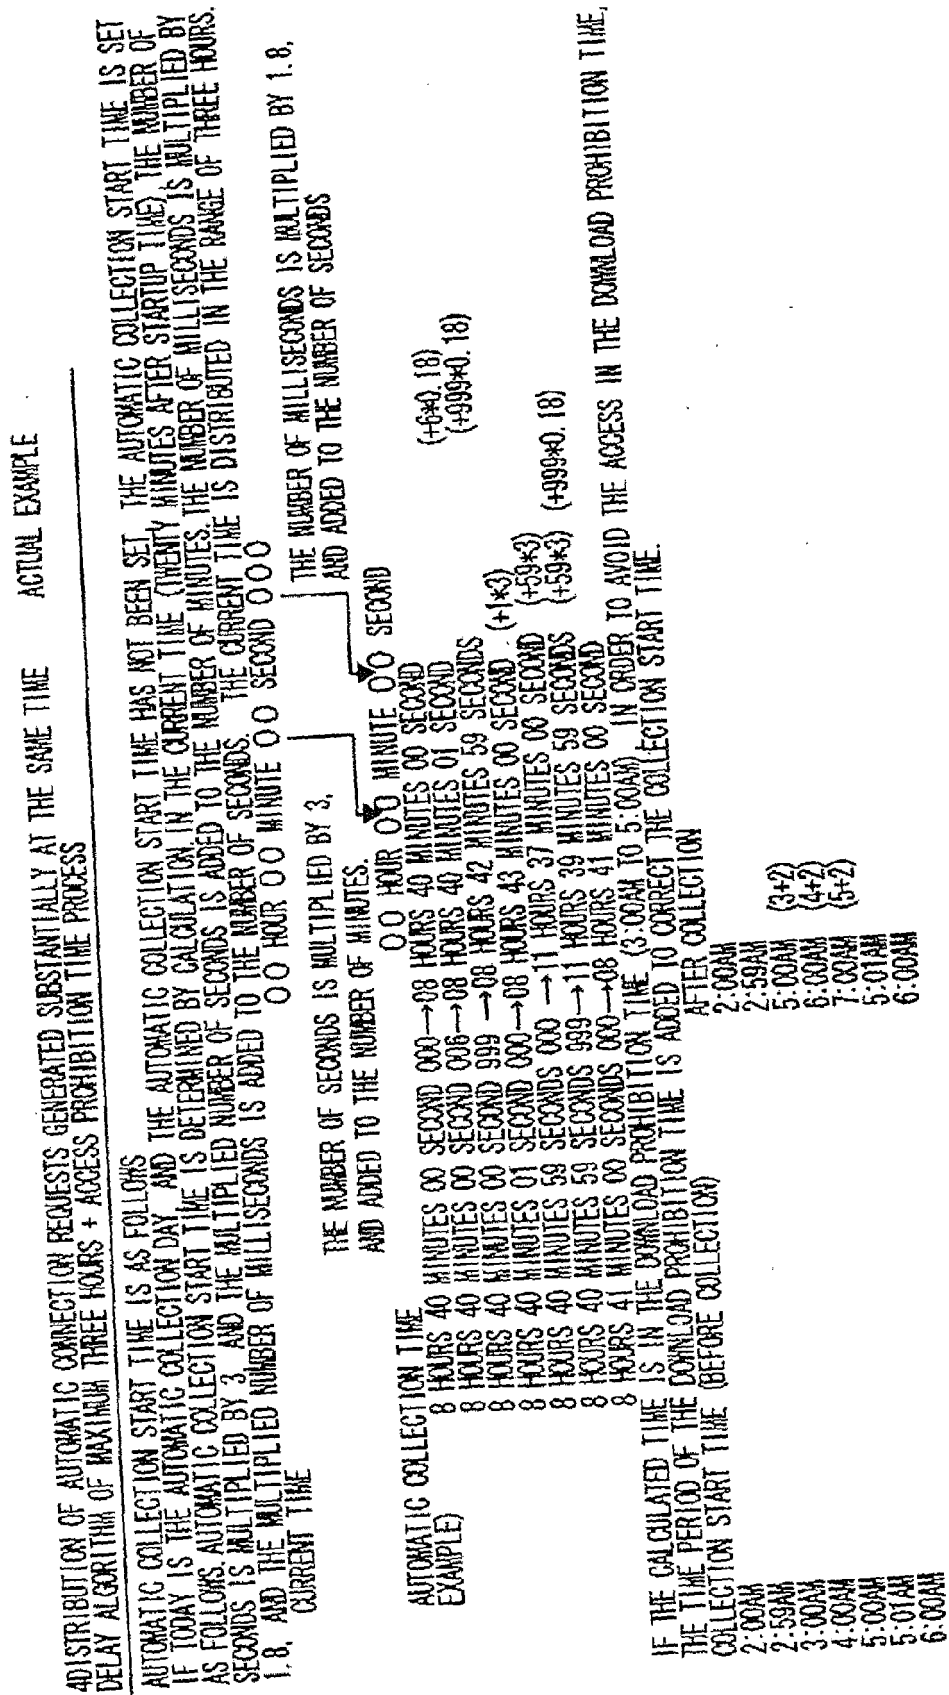 4DISTRIBUTION OF AUTOMATIC CONNECTION REQUESTS GENERATED SUBSTANTIALLY AT THE SAME TIME ACTUAL EXAMPLE
DELAY ALGORITHM OF MAXIMUM THREE HOURS + ACCESS PROHIBITION TIME PROCESS
AUTOMATIC COLLECTION START TIME IS AS FOLLOWS
IF TODAY IS THE AUTOMATIC COLLECTION DAY, AND THE AUTOMATIC COLLECTION START TIME HAS NOT BEEN SET, THE AUTOMATIC COLLECTION START TIME IS SET
AS FOLLOWS. AUTOMATIC COLLECTION START TIME IS DETERMINED BY CALCULATION, IN THE CURRENT TIME (TWENTY MINUTES AFTER STARTUP TIME), THE NUMBER OF
SECONDS IS MULTIPLIED BY 3, AND THE MULTIPLIED NUMBER OF SECONDS IS ADDED TO THE NUMBER OF MINUTES. THE NUMBER OF MILLISECONDS IS MULTIPLIED BY
1.8, AND THE MULTIPLIED NUMBER OF MILLISECONDS IS ADDED TO THE NUMBER OF SECONDS. THE CURRENT TIME IS DISTRIBUTED IN THE RANGE OF THREE HOURS.
CURRENT TIME OO HOUR OO MINUTE OO SECOND OOO
THE NUMBER OF SECONDS IS MULTIPLIED BY 3,
AND ADDED TO THE NUMBER OF MINUTES.
THE NUMBER OF MILLISECONDS IS MULTIPLIED BY 1.8,
AND ADDED TO THE NUMBER OF SECONDS
OO HOUR OO MINUTE OO SECOND
AUTOMATIC COLLECTION TIME
EXAMPLE)
8 HOURS 40 MINUTES 00 SECOND 000→08 HOURS 40 MINUTES 00 SECOND
8 HOURS 40 MINUTES 00 SECOND 006→08 HOURS 40 MINUTES 01 SECOND (+6*0.18)
8 HOURS 40 MINUTES 00 SECOND 999→08 HOURS 42 MINUTES 59 SECONDS (+999*0.18)
8 HOURS 40 MINUTES 01 SECOND 000→08 HOURS 43 MINUTES 00 SECOND (+1*3)
8 HOURS 40 MINUTES 59 SECONDS 000→11 HOURS 37 MINUTES 00 SECOND (+59*3)
8 HOURS 40 MINUTES 59 SECONDS 999→11 HOURS 39 MINUTES 59 SECONDS (+59*3) (+999*0.18)
8 HOURS 41 MINUTES 00 SECONDS 000→08 HOURS 41 MINUTES 00 SECOND
IF THE CALCULATED TIME IS IN THE DOWNLOAD PROHIBITION TIME (3:00AM TO 5:00AM) IN ORDER TO AVOID THE ACCESS IN THE DOWNLOAD PROHIBITION TIME,
THE TIME PERIOD OF THE DOWNLOAD PROHIBITION TIME IS ADDED TO CORRECT THE COLLECTION START TIME.
COLLECTION START TIME (BEFORE COLLECTION) AFTER COLLECTION
2:00AM 2:00AM
2:59AM 2:59AM
3:00AM 5:00AM (3+2)
4:00AM 6:00AM (4+2)
5:00AM 7:00AM (5+2)
5:01AM 5:01AM
6:00AM 6:00AM